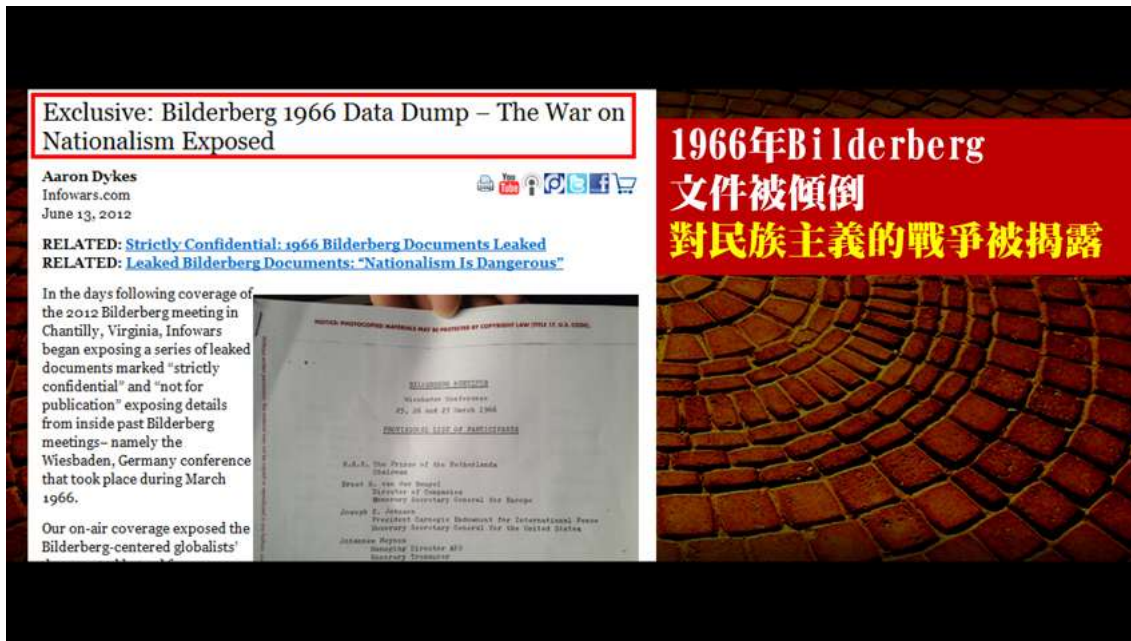 Exclusive: Bilderberg 1966 Data Dump – The War on
Nationalism Exposed
Aaron Dykes
Infowars.com
June 13, 2012
RELATED: Strictly Confidential: 1966 Bilderberg Documents Leaked
RELATED: Leaked Bilderberg Documents: “Nationalism Is Dangerous”
In the days following coverage of
the 2012 Bilderberg meeting in
Chantilly, Virginia, Infowars
began exposing a series of leaked
documents marked “strictly
confidential” and “not for
publication” exposing details
from inside past Bilderberg
meetings– namely the
Wiesbaden, Germany conference
that took place during March
1966.
Our on-air coverage exposed the
Bilderberg-centered globalists’
NOTICE: PHOTOCOPIED MATERIALS MAY BE PROTECTED BY COPYRIGHT LAW (TITLE 17, U.S. CODE).
BILDERBERG MEETINGS
Wiesbaden Conference
25, 26 and 27 March 1966
PROVISIONAL LIST OF PARTICIPANTS
H.R.H. The Prince of the Netherlands
Chairman
Ernst H. van der Beugel
Director of Companies
Honorary Secretary General for Europe
Joseph E. Johnson
President Carnegie Endowment for International Peace
Honorary Secretary General for the United States
Johannes Meynen
Managing Director AKU
Honorary Treasurer
1966年Bilderberg
文件被傾倒
對民族主義的戰爭被揭露